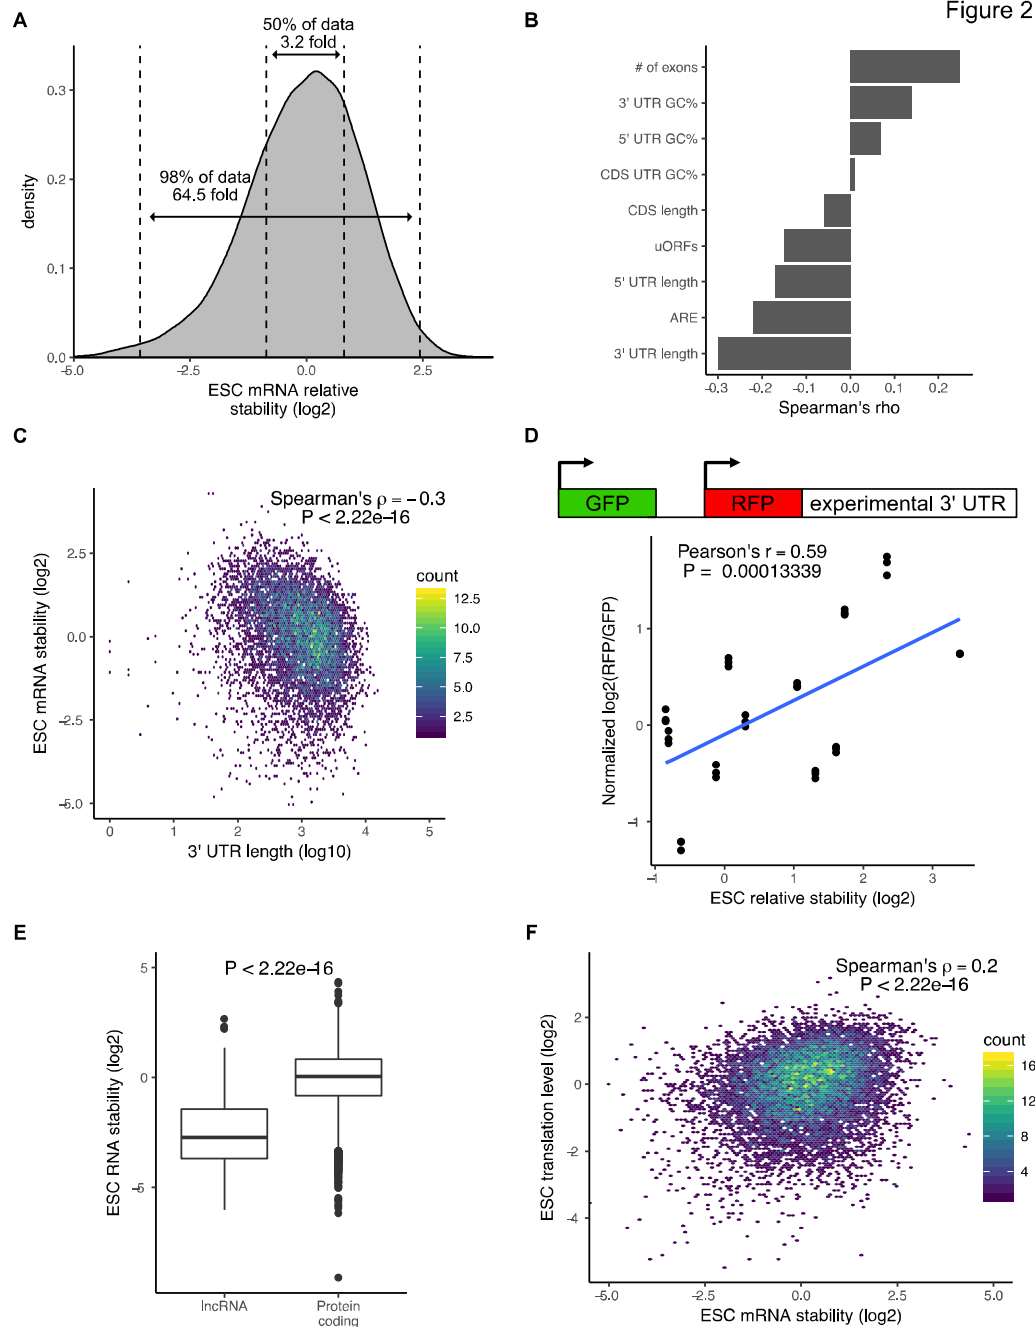 Figure 2
A
50% of data
3.2 fold
98% of data
64.5 fold
density
0.3
0.2
0.1
0.0
-5.0
-2.5
0.0
2.5
ESC mRNA relative
stability (log2)
B
# of exons
3' UTR GC%
5' UTR GC%
CDS UTR GC%
CDS length
uORFs
5' UTR length
ARE
3' UTR length
-0.3
-0.2
-0.1
0.0
0.1
0.2
Spearman's rho
C
Spearman's ρ = −0.3
P < 2.22e−16
ESC mRNA stability (log2)
2.5
0.0
-2.5
-5.0
0
1
2
3
4
5
3' UTR length (log10)
count
12.5
10.0
7.5
5.0
2.5
D
GFP
RFP
experimental 3' UTR
Pearson's r = 0.59
P = 0.00013339
Normalized log2(RFP/GFP)
1
0
-1
-1
0
1
2
3
ESC relative stability (log2)
E
P < 2.22e−16
ESC RNA stability (log2)
5
0
-5
lncRNA
Protein
coding
F
Spearman's ρ = 0.2
P < 2.22e−16
ESC translation level (log2)
2
0
-2
-4
-5.0
-2.5
0.0
2.5
5.0
ESC mRNA stability (log2)
count
16
12
8
4